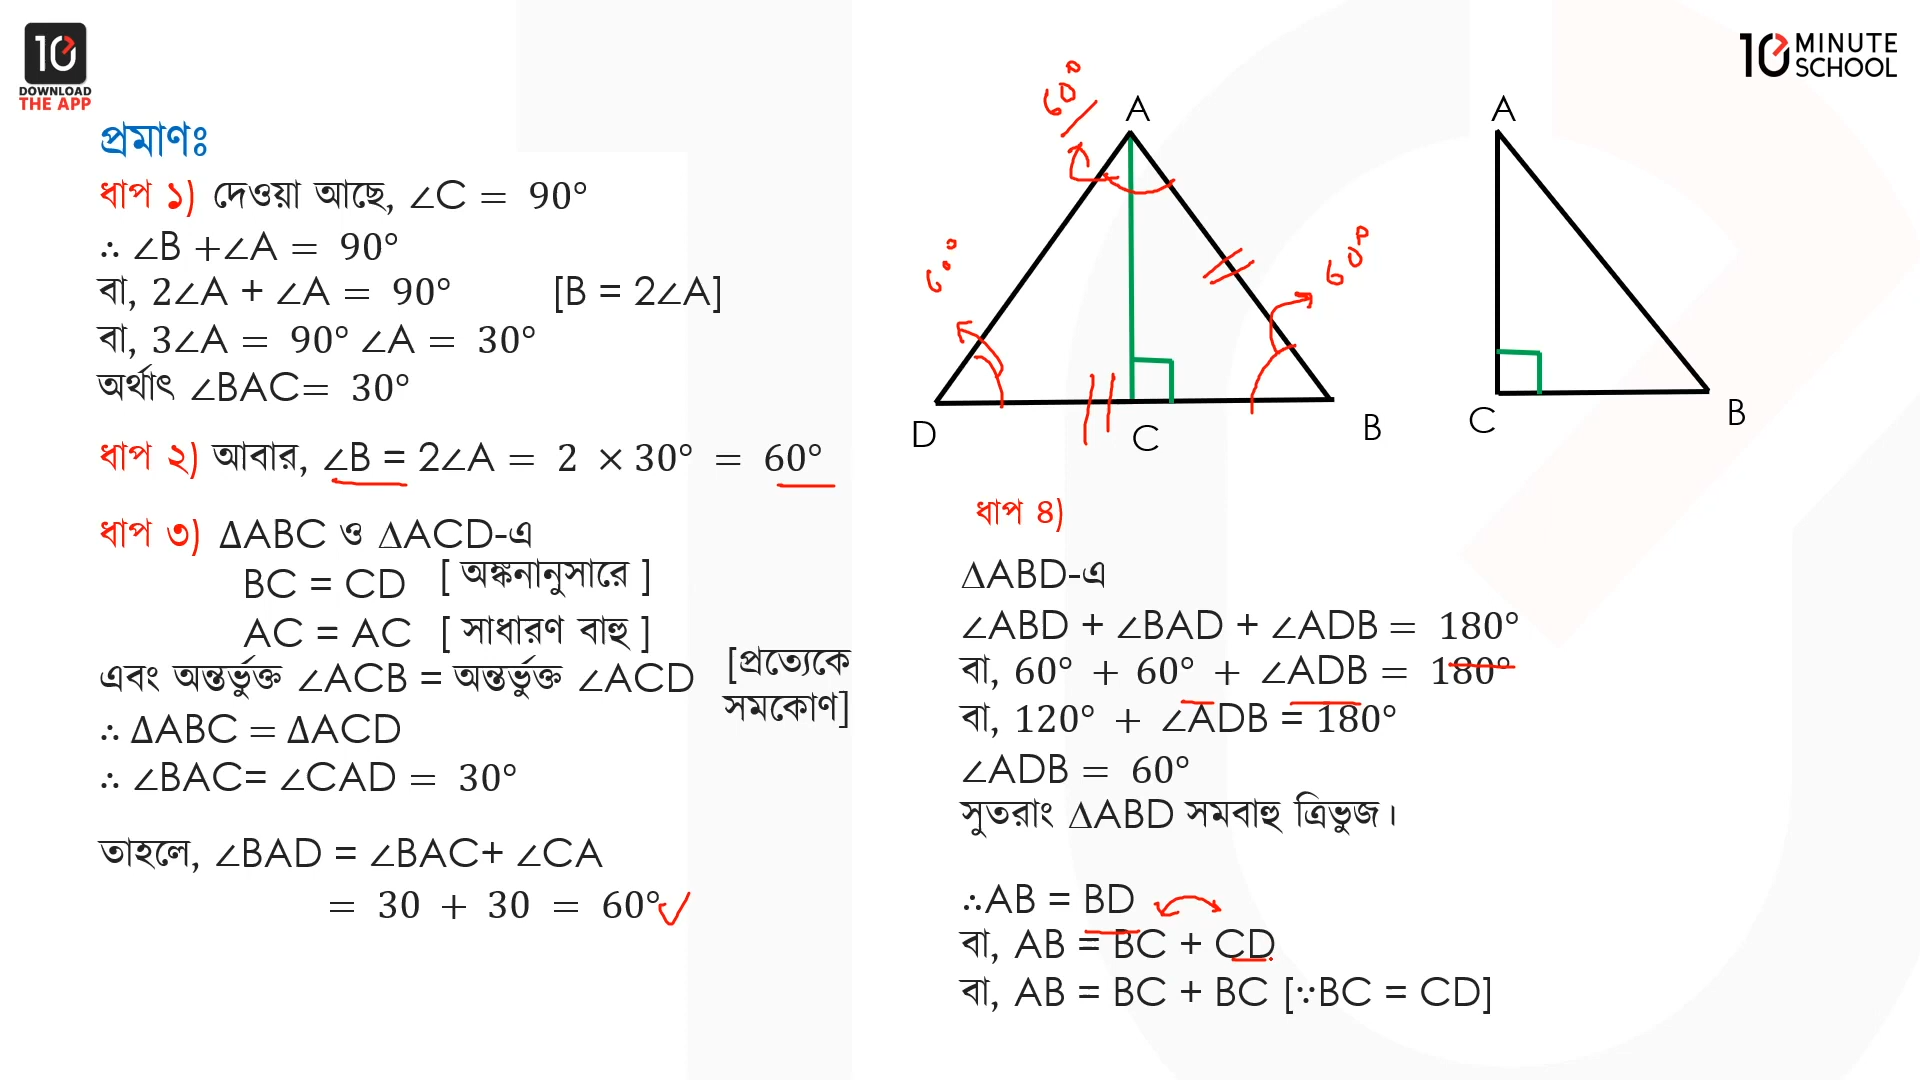 10
DOWNLOAD
THE APP
10 MINUTE
SCHOOL
প্রমাণঃ
ধাপ ১) দেওয়া আছে, ∠C = 90°
∴ ∠B +∠A = 90°
বা, 2∠A + ∠A = 90° [B = 2∠A]
বা, 3∠A = 90° ∠A = 30°
অর্থাৎ ∠BAC= 30°
ধাপ ২) আবার, ∠B = 2∠A = 2 ×30° = 60°
ধাপ ৩) ΔABC ও ΔACD-এ
BC = CD [ অঙ্কনানুসারে ]
AC = AC [ সাধারণ বাহু ]
এবং অন্তর্ভুক্ত ∠ACB = অন্তর্ভুক্ত ∠ACD [প্রত্যেকে
সমকোণ]
∴ ΔABC = ΔACD
∴ ∠BAC= ∠CAD = 30°
তাহলে, ∠BAD = ∠BAC+ ∠CA
= 30 + 30 = 60°
60°
A
60°
60°
D
C
B
A
C
B
ধাপ ৪)
ΔABD-এ
∠ABD + ∠BAD + ∠ADB = 180°
বা, 60° + 60° + ∠ADB = 180°
বা, 120° + ∠ADB = 180°
∠ADB = 60°
সুতরাং ΔABD সমবাহু ত্রিভুজ।
∴AB = BD
বা, AB = BC + CD
বা, AB = BC + BC [∵BC = CD]